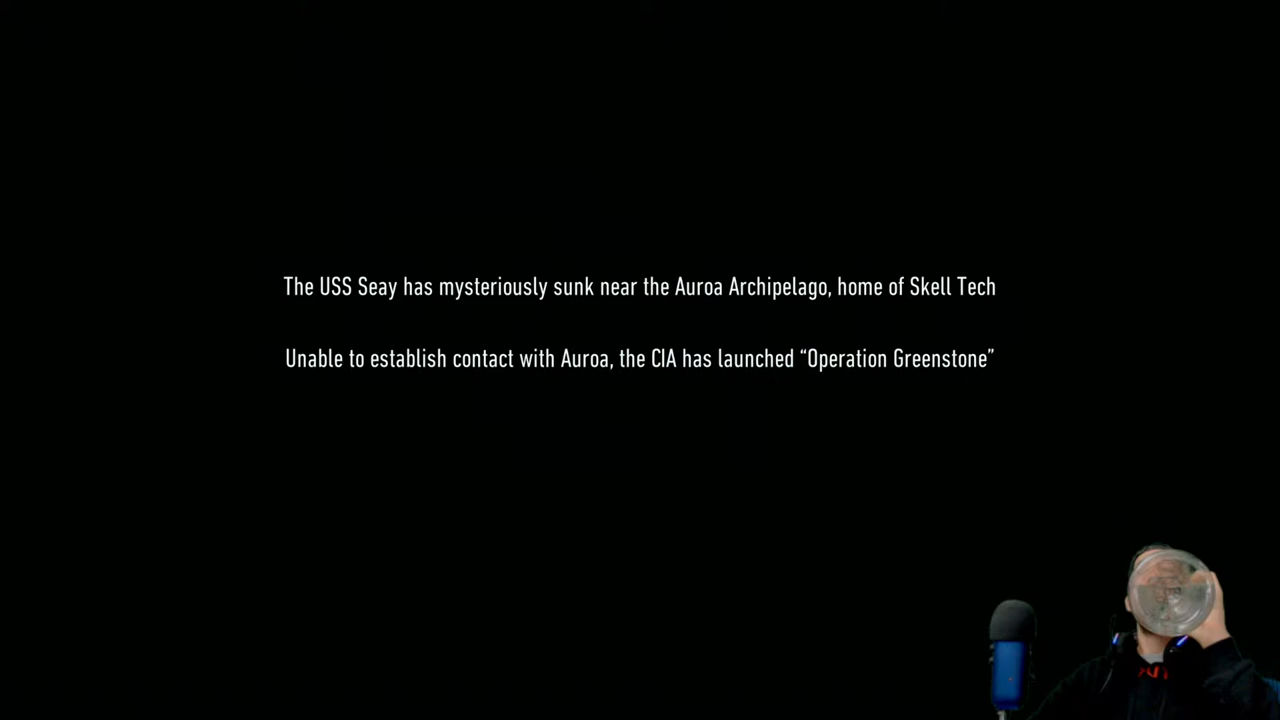 The USS Seay has mysteriously sunk near the Auroa Archipelago, home of Skell Tech
Unable to establish contact with Auroa, the CIA has launched “Operation Greenstone”